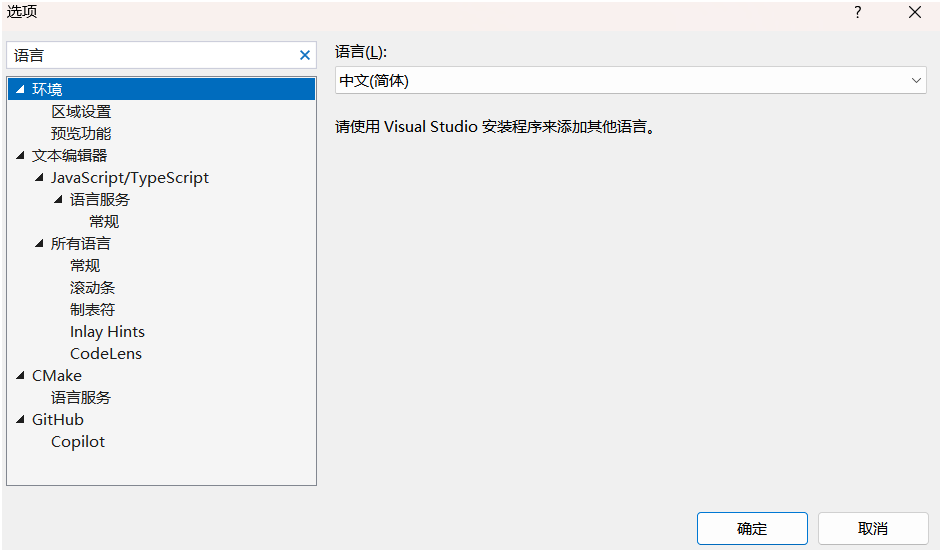 选项
语言
环境
区域设置
预览功能
文本编辑器
JavaScript/TypeScript
语言服务
常规
所有语言
常规
滚动条
制表符
Inlay Hints
CodeLens
CMake
语言服务
GitHub
Copilot
语言(L):
中文(简体)
请使用 Visual Studio 安装程序来添加其他语言。
确定
取消